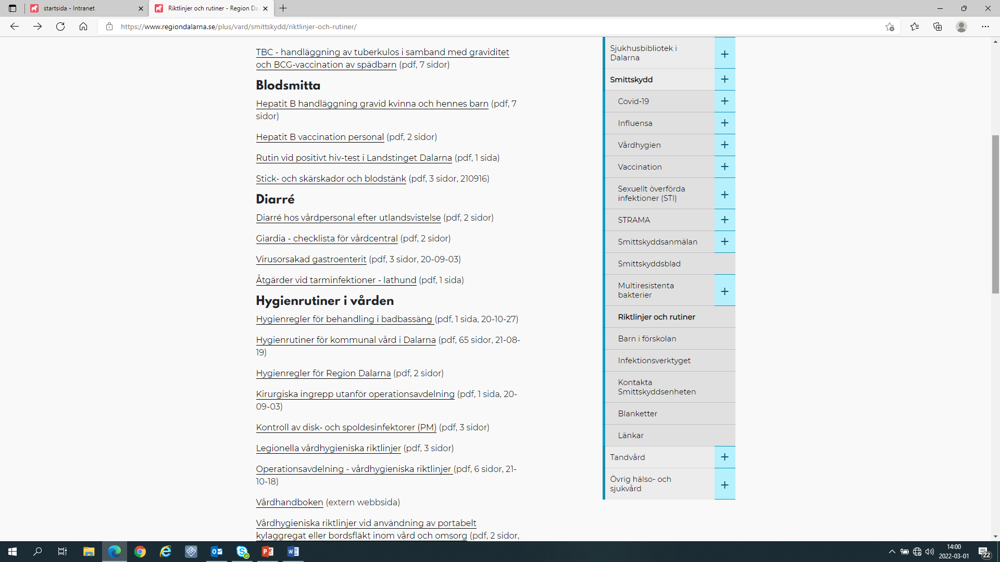 startsida - Intranet
Riktlinjer och rutiner - Region Da
https://www.regiondalarna.se/plus/vard/smittskydd/riktlinjer-och-rutiner/
TBC - handläggning av tuberkulos i samband med graviditet
och BCG-vaccination av spädbarn (pdf, 7 sidor)
Blodsmitta
Hepatit B handläggning gravid kvinna och hennes barn (pdf, 7
sidor)
Hepatit B vaccination personal (pdf, 2 sidor)
Rutin vid positivt hiv-test i Landstinget Dalarna (pdf, 1 sida)
Stick- och skärskador och blodstänk (pdf, 3 sidor, 210916)
Diarré
Diarré hos vårdpersonal efter utlandsvistelse (pdf, 2 sidor)
Giardia - checklista för vårdcentral (pdf, 2 sidor)
Virusorsakad gastroenterit (pdf, 3 sidor, 20-09-03)
Åtgärder vid tarminfektioner - lathund (pdf, 1 sida)
Hygienrutiner i vården
Hygienregler för behandling i badbassäng (pdf, 1 sida, 20-10-27)
Hygienrutiner för kommunal vård i Dalarna (pdf, 65 sidor, 21-08-
19)
Hygienregler för Region Dalarna (pdf, 2 sidor)
Kirurgiska ingrepp utanför operationsavdelning (pdf, 1 sida, 20-
09-03)
Kontroll av disk- och spoldesinfektorer (PM) (pdf, 3 sidor)
Legionella vårdhygieniska riktlinjer (pdf, 3 sidor)
Operationsavdelning - vårdhygieniska riktlinjer (pdf, 6 sidor, 21-
10-18)
Vårdhandboken (extern webbsida)
Vårdhygieniska riktlinjer vid användning av portabelt
kylaggregat eller bordsfläkt inom vård och omsorg (pdf, 2 sidor,
Sjukhusbibliotek i
Dalarna
Smittskydd
Covid-19
Influensa
Vårdhygien
Vaccination
Sexuellt överförda
infektioner (STI)
STRAMA
Smittskyddsanmälan
Smittskyddsblad
Multiresistenta
bakterier
Riktlinjer och rutiner
Barn i förskolan
Infektionsverktyget
Kontakta
Smittskyddsenheten
Blanketter
Länkar
Tandvård
Övrig hälso- och
sjukvård
14:00
2022-03-01
22